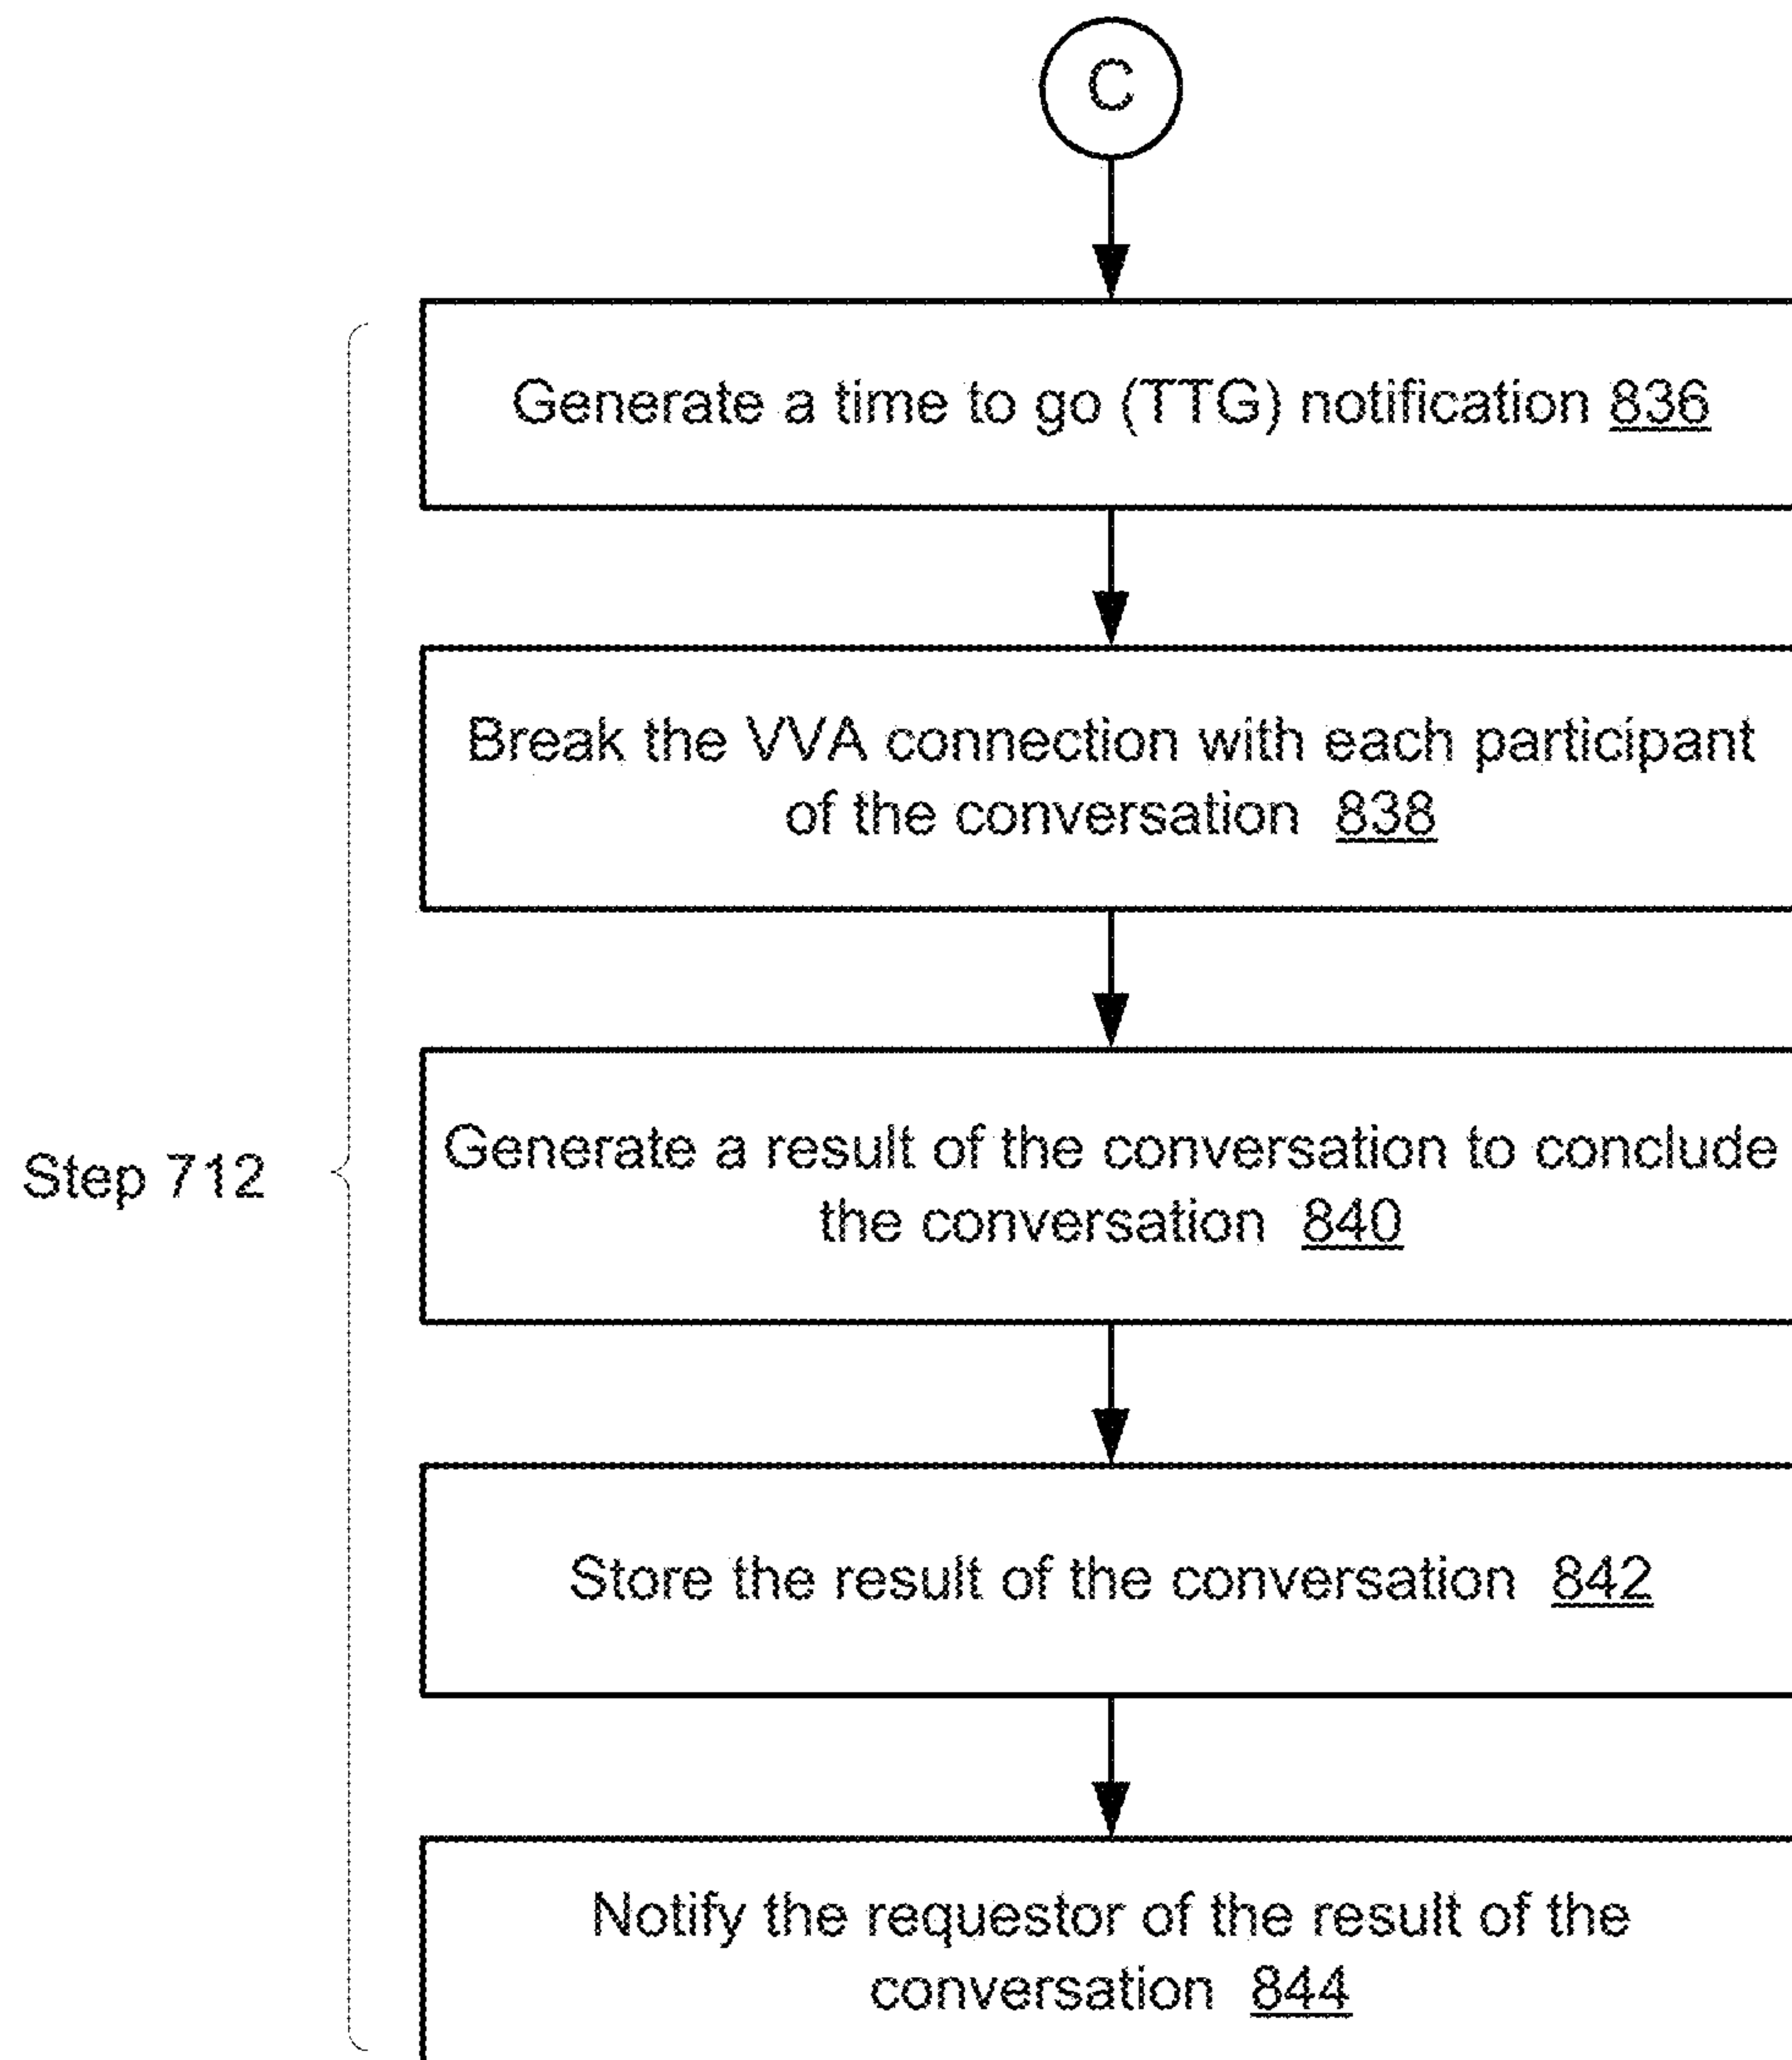 C
Generate a time to go (TTG) notification 836
Break the VVA connection with each participant
of the conversation 838
Step 712
Generate a result of the conversation to conclude
the conversation 840
Store the result of the conversation 842
Notify the requestor of the result of the
conversation 844